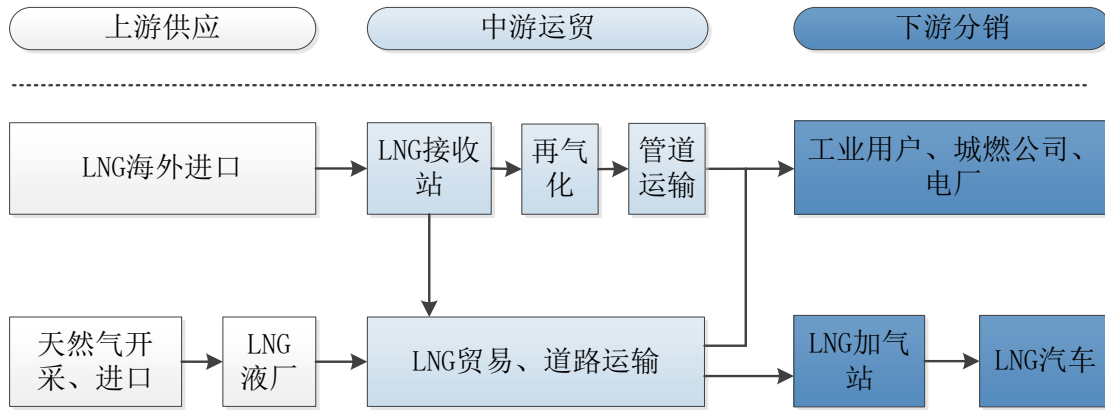 上游供应
中游运贸
下游分销
LNG海外进口
LNG接收
站
再气
化
管道
运输
工业用户、城燃公司、
电厂
天然气开
采、进口
LNG
液厂
LNG贸易、道路运输
LNG加气
站
LNG汽车